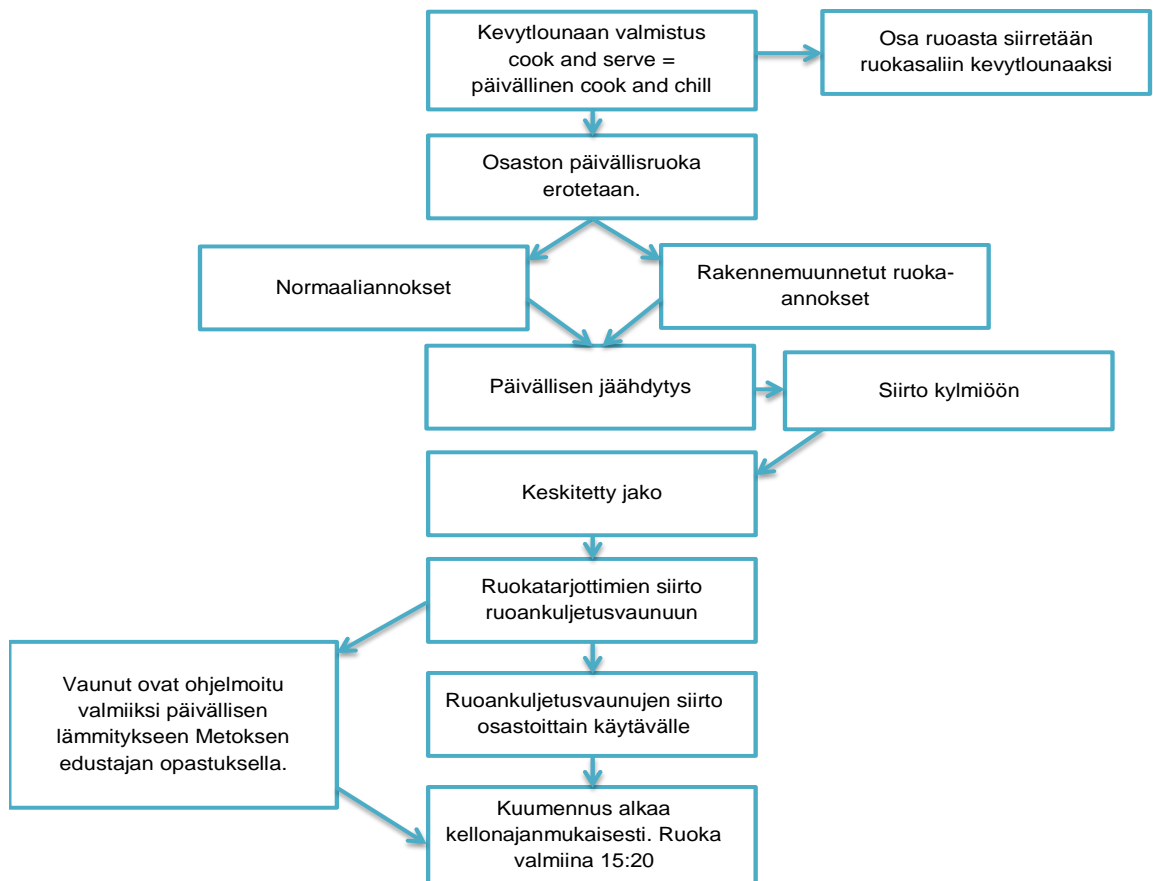 Kevytlounaan valmistus
cook and serve =
päivällinen cook and chill
Osa ruoasta siirretään
ruokasaliin kevytlounaaksi
Osaston päivällisruoka
erotetaan.
Normaaliannokset
Rakennemuunnetut ruoka-
annokset
Päivällisen jäähdytys
Siirto kylmiöön
Keskitetty jako
Ruokatarjottimien siirto
ruoankuljetusvaunuun
Vaunut ovat ohjelmoitu
valmiiksi päivällisen
lämmitykseen Metoksen
edustajan opastuksella.
Ruoankuljetusvaunujen siirto
osastoittain käytävälle
Kuumennus alkaa
kellonajanmukaisesti. Ruoka
valmiina 15:20